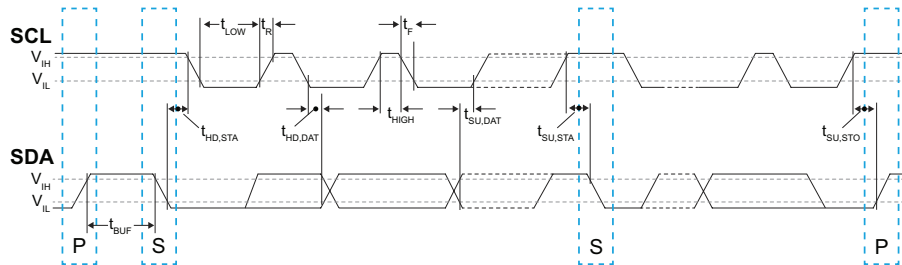 t_LOW t_R t_F
SCL
V_IH
V_IL
t_HD,STA t_HD,DAT t_HIGH t_SU,DAT t_SU,STA t_SU,STO
SDA
V_IH
V_IL
t_BUF
P S S P